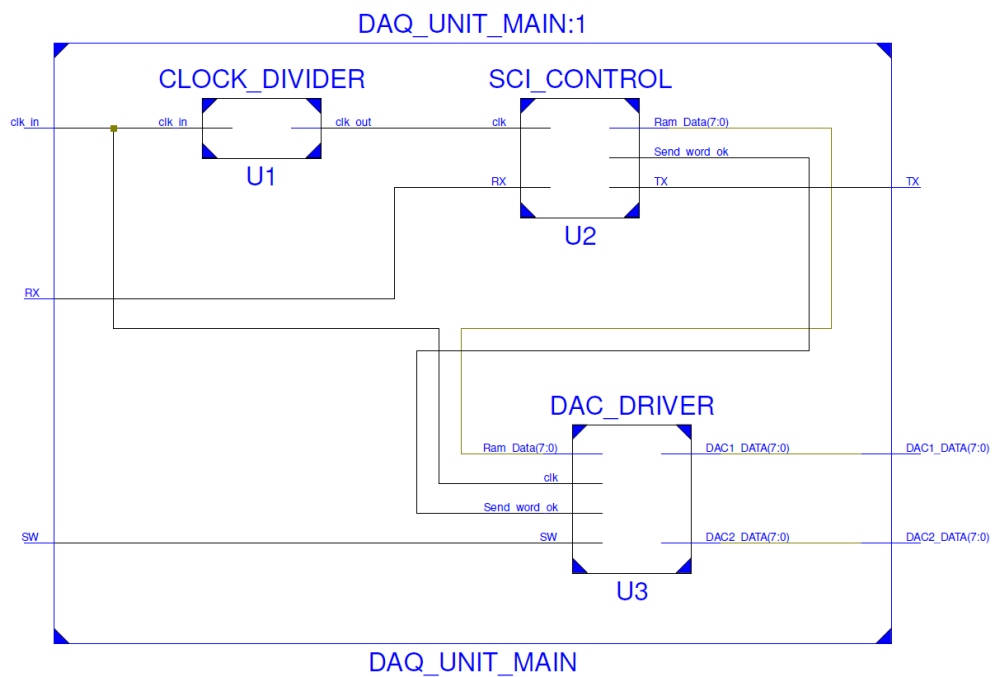 DAQ_UNIT_MAIN:1
CLOCK_DIVIDER
SCI_CONTROL
clk_in
clk_in
clk_out
clk
Ram_Data(7:0)
Send_word_ok
RX
TX
TX
U1
U2
RX
DAC_DRIVER
Ram_Data(7:0)
DAC1_DATA(7:0)
DAC1_DATA(7:0)
clk
Send_word_ok
SW
SW
DAC2_DATA(7:0)
DAC2_DATA(7:0)
U3
DAQ_UNIT_MAIN